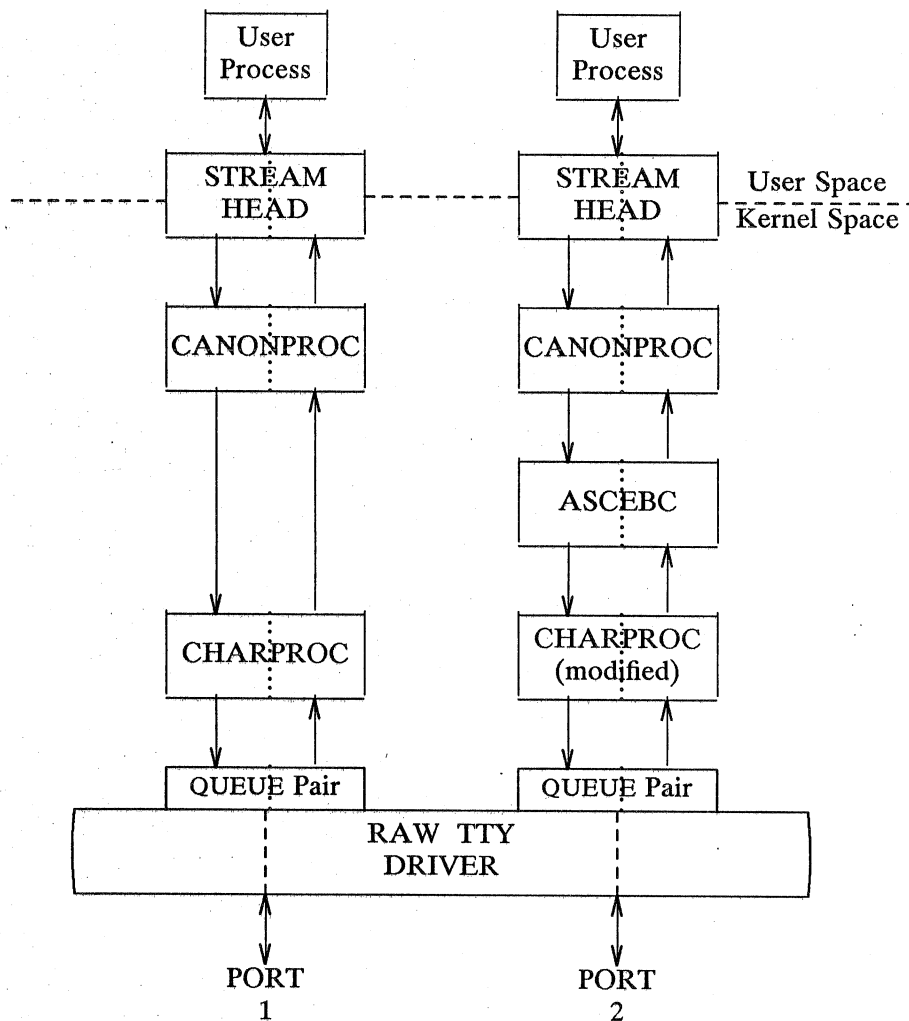 User
Process
User
Process
STREAM
HEAD
STREAM
HEAD
User Space
Kernel Space
CANONPROC
CANONPROC
ASCEBC
CHARPROC
CHARPROC
(modified)
QUEUE Pair
QUEUE Pair
RAW TTY
DRIVER
PORT
1
PORT
2